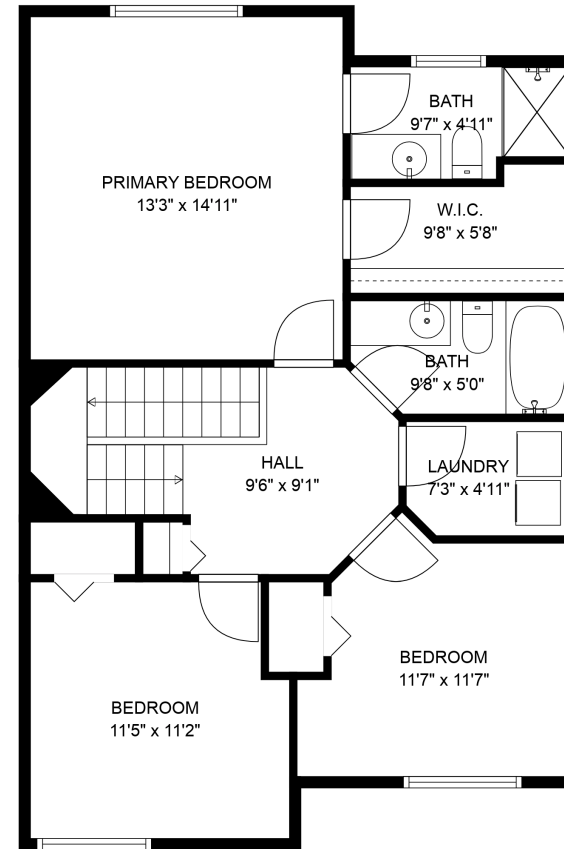 BATH
9'7" x 4'11"
PRIMARY BEDROOM
13'3" x 14'11"
W.I.C.
9'8" x 5'8"
BATH
9'8" x 5'0"
HALL
9'6" x 9'1"
LAUNDRY
7'3" x 4'11"
BEDROOM
11'7" x 11'7"
BEDROOM
11'5" x 11'2"